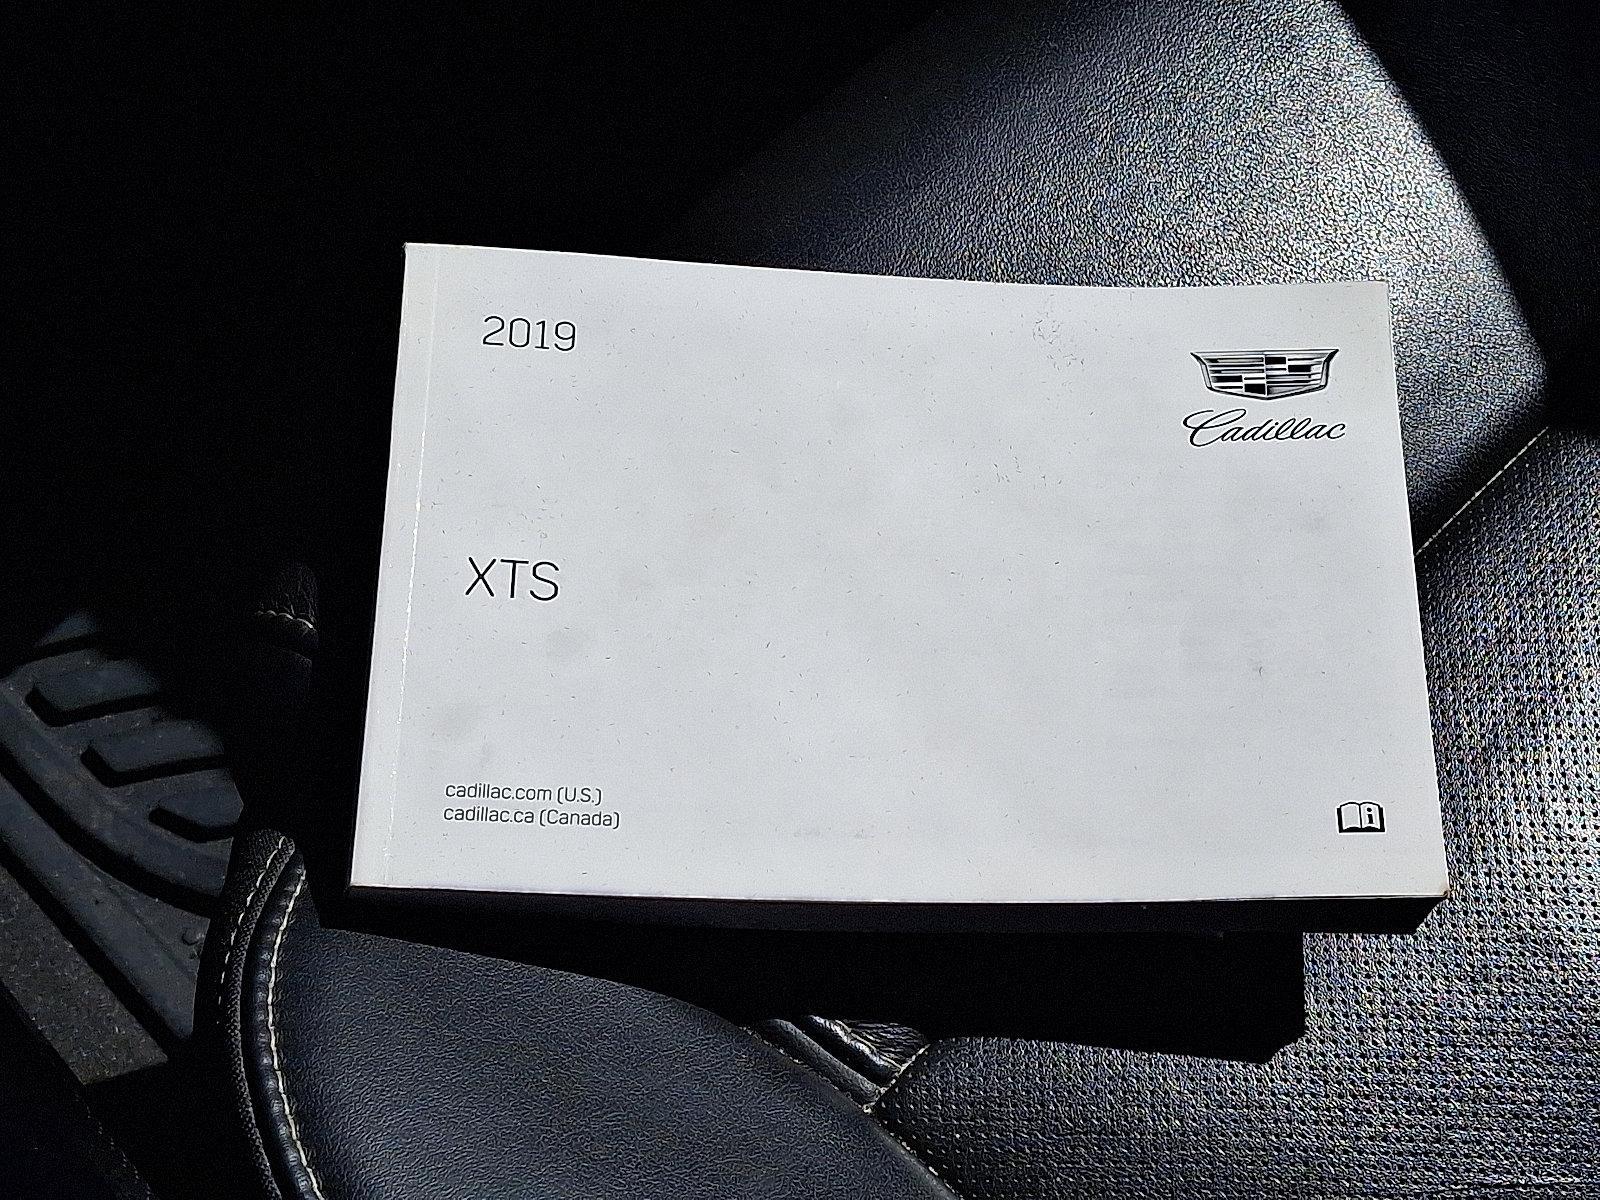 2019
Cadillac
XTS
cadillac.com (U.S.)
cadillac.ca (Canada)
i